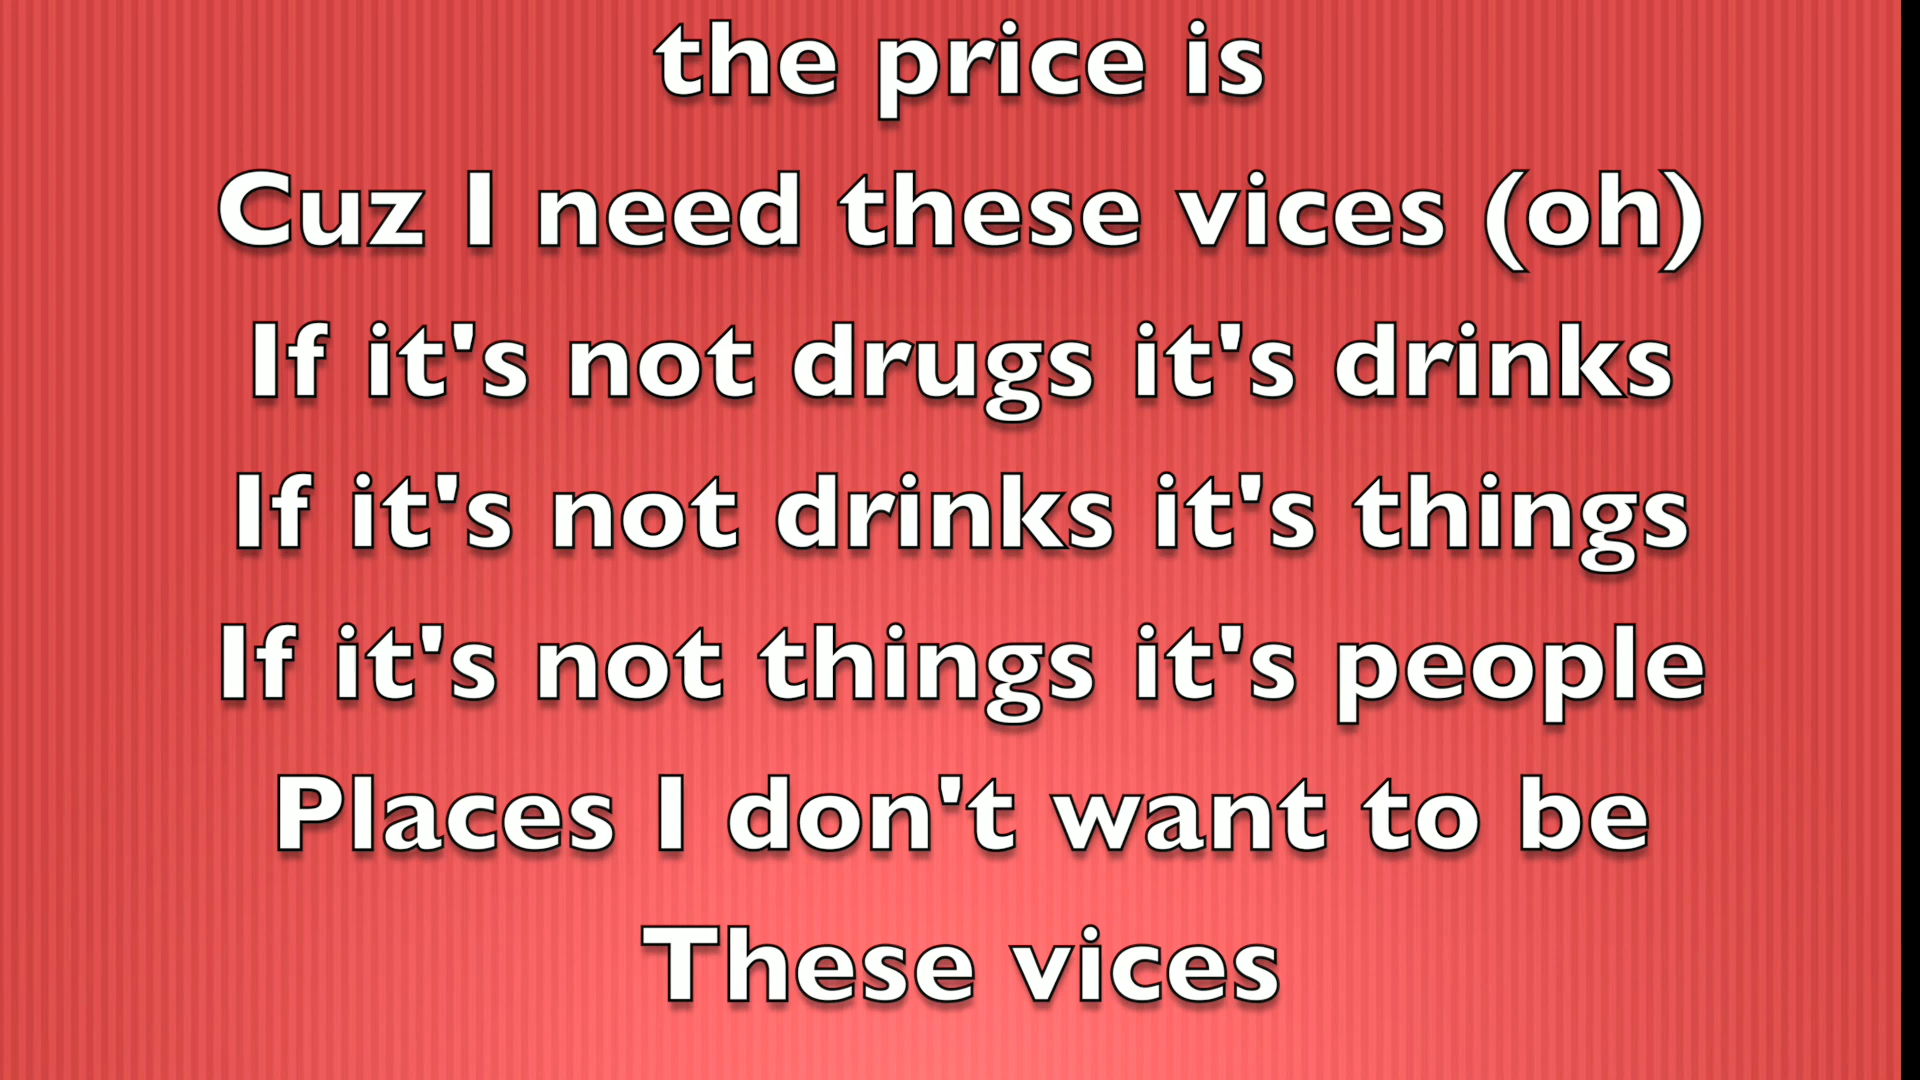 the price is
Cuz I need these vices (oh)
If it's not drugs it's drinks
If it's not drinks it's things
If it's not things it's people
Places I don't want to be
These vices